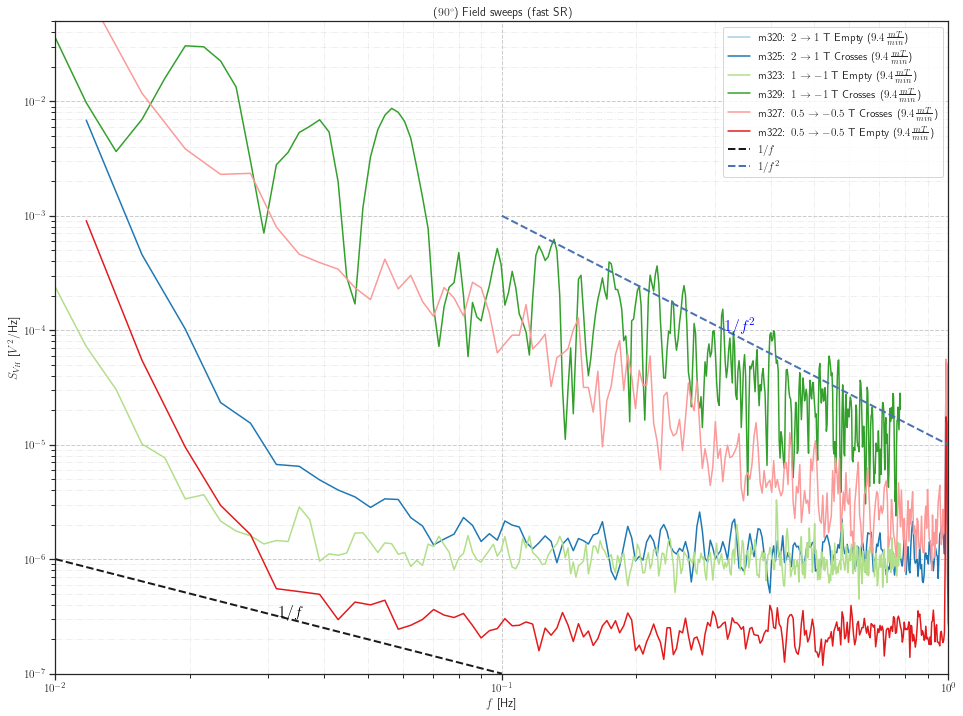 (90°) Field sweeps (fast SR)
m320: 2 → 1 T Empty (9.4 mT/min)
m325: 2 → 1 T Crosses (9.4 mT/min)
m323: 1 → −1 T Empty (9.4 mT/min)
m329: 1 → −1 T Crosses (9.4 mT/min)
m327: 0.5 → −0.5 T Crosses (9.4 mT/min)
m322: 0.5 → −0.5 T Empty (9.4 mT/min)
1/f
1/f²
10⁻²
10⁻³
10⁻⁴
10⁻⁵
10⁻⁶
10⁻⁷
S_{V_H} [V²/Hz]
1/f²
1/f
10⁻²
10⁻¹
10⁰
f [Hz]